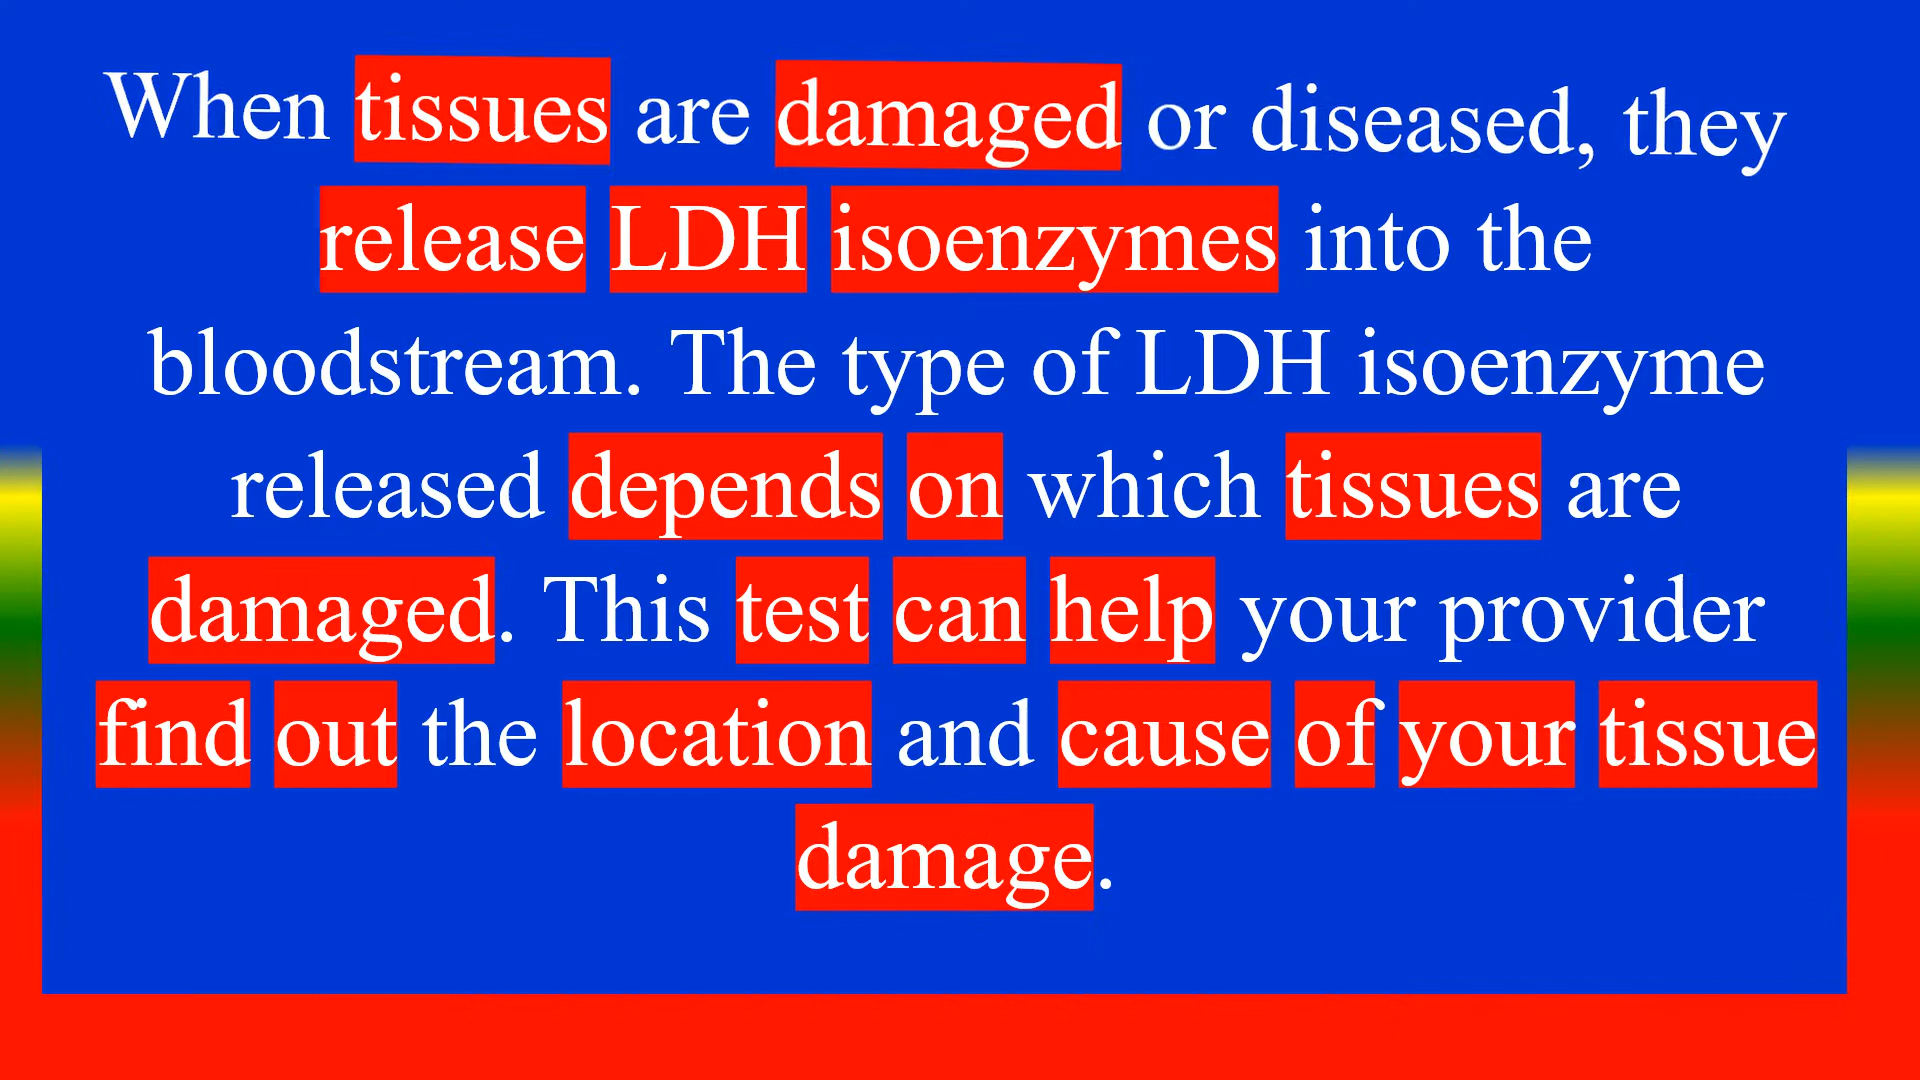 When tissues are damaged or diseased, they
release LDH isoenzymes into the
bloodstream. The type of LDH isoenzyme
released depends on which tissues are
damaged. This test can help your provider
find out the location and cause of your tissue
damage.